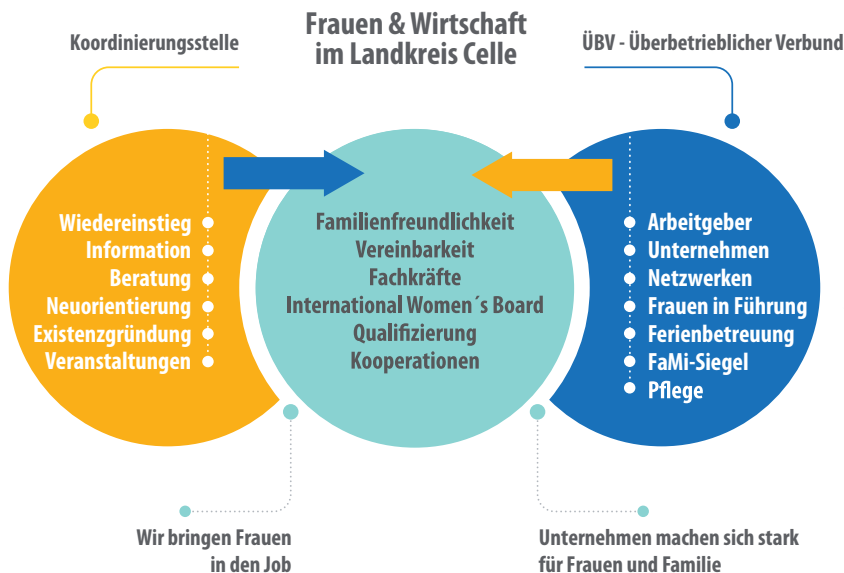 Frauen & Wirtschaft
im Landkreis Celle
Koordinierungsstelle
ÜBV - Überbetrieblicher Verbund
Wiedereinstieg
Information
Beratung
Neuorientierung
Existenzgründung
Veranstaltungen
Familienfreundlichkeit
Vereinbarkeit
Fachkräfte
International Women´s Board
Qualifizierung
Kooperationen
Arbeitgeber
Unternehmen
Netzwerken
Frauen in Führung
Ferienbetreuung
FaMi-Siegel
Pflege
Wir bringen Frauen
in den Job
Unternehmen machen sich stark
für Frauen und Familie